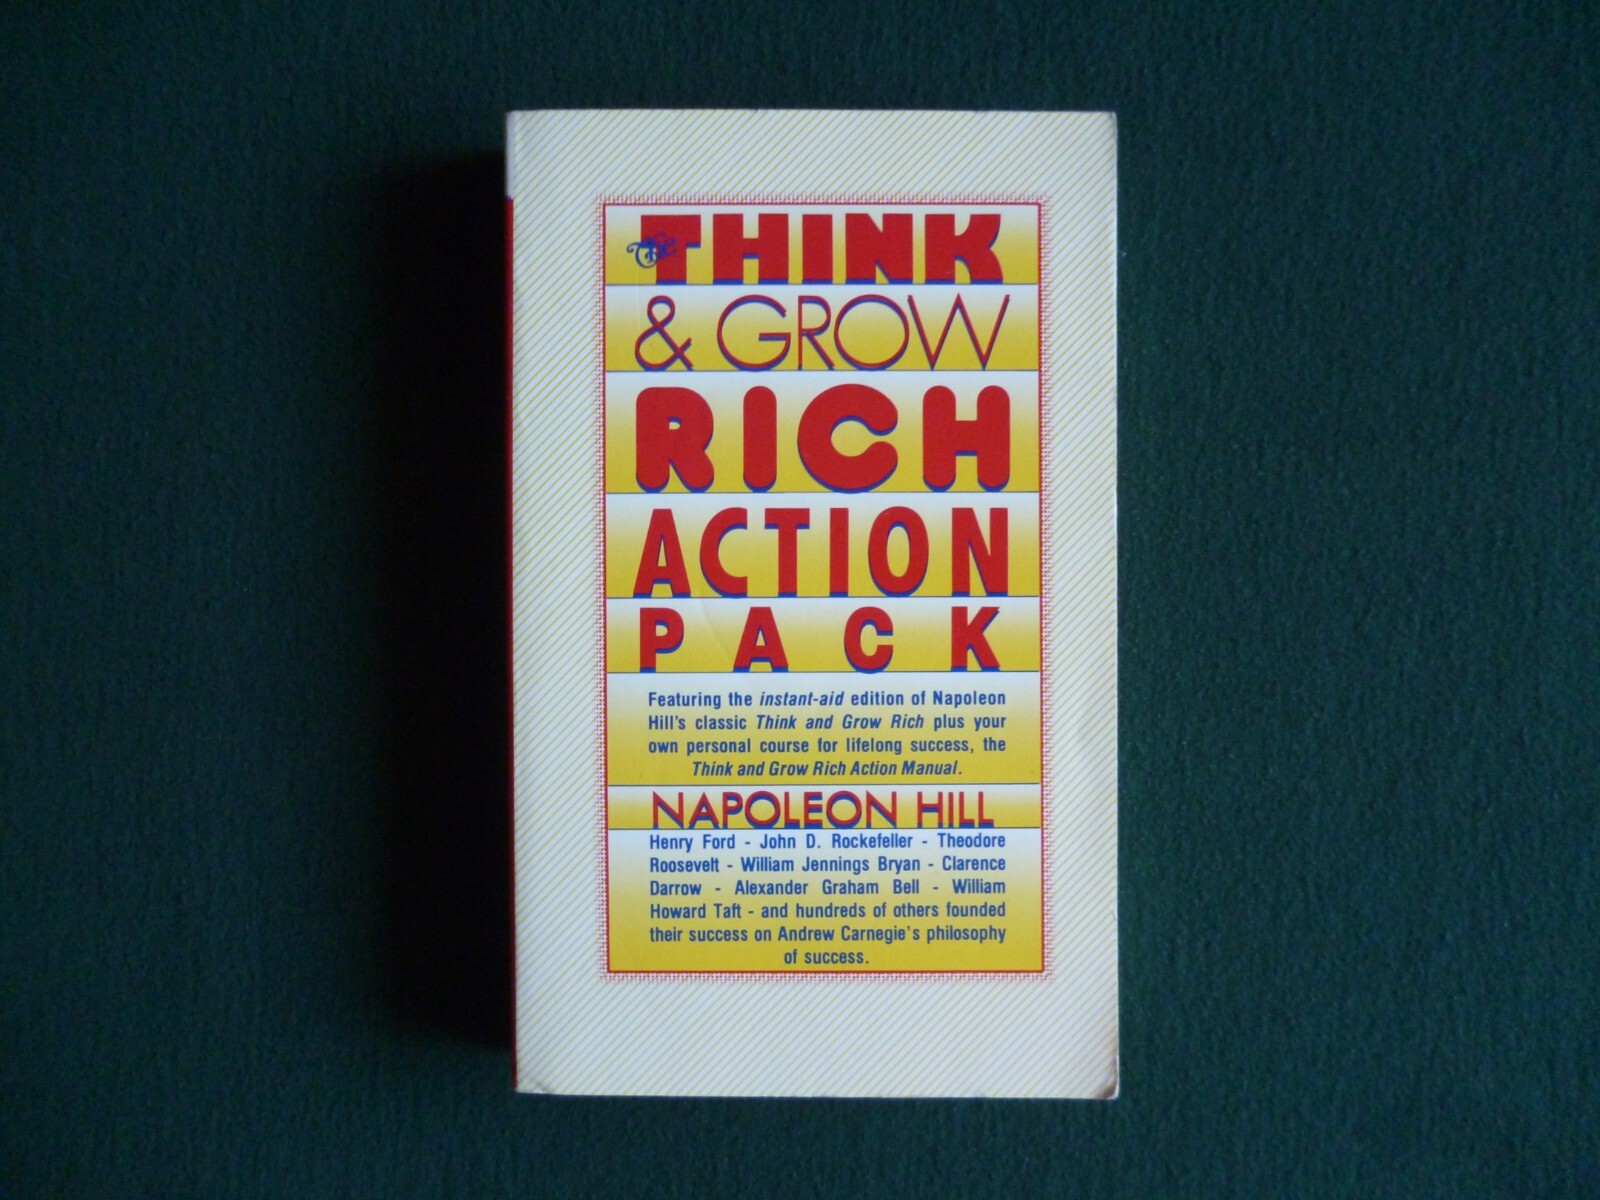 The THINK
& GROW
RICH
ACTION
PACK
Featuring the instant-aid edition of Napoleon
Hill's classic Think and Grow Rich plus your
own personal course for lifelong success, the
Think and Grow Rich Action Manual.
NAPOLEON HILL
Henry Ford - John D. Rockefeller - Theodore
Roosevelt - William Jennings Bryan - Clarence
Darrow - Alexander Graham Bell - William
Howard Taft - and hundreds of others founded
their success on Andrew Carnegie's philosophy
of success.